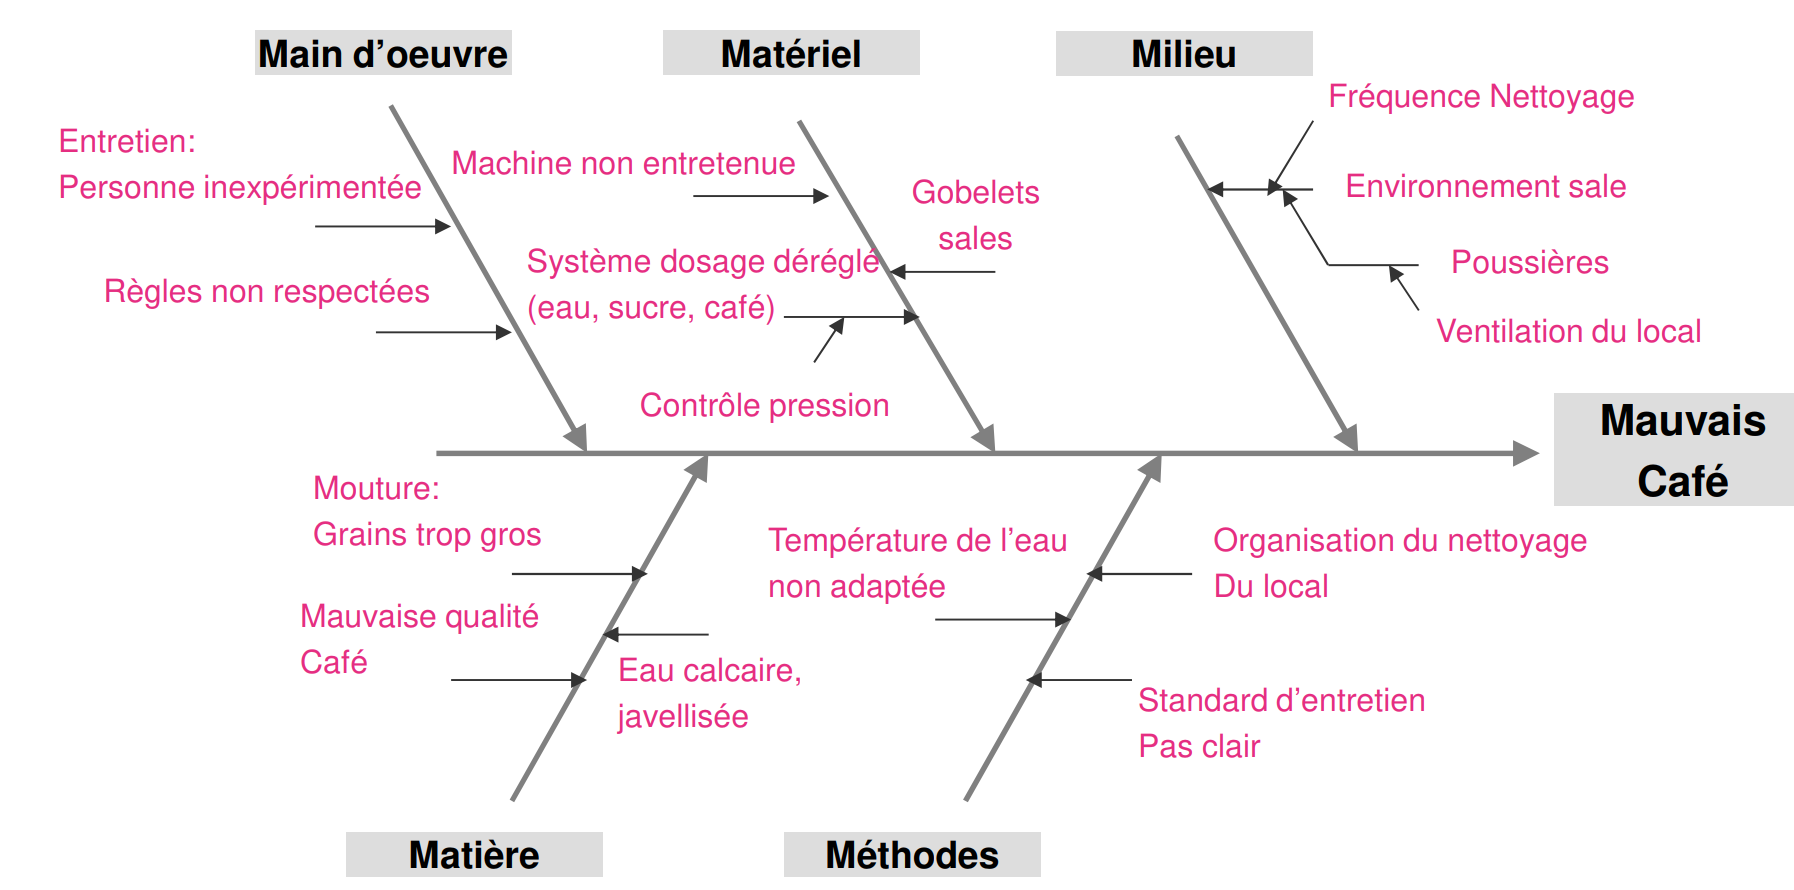 Main d’oeuvre
Matériel
Milieu
Fréquence Nettoyage
Entretien:
Personne inexpérimentée
Machine non entretenue
Gobelets
sales
Environnement sale
Système dosage déréglé
(eau, sucre, café)
Règles non respectées
Poussières
Ventilation du local
Contrôle pression
Mauvais
Café
Mouture:
Grains trop gros
Température de l’eau
non adaptée
Organisation du nettoyage
Du local
Mauvaise qualité
Café
Eau calcaire,
javellisée
Standard d’entretien
Pas clair
Matière
Méthodes